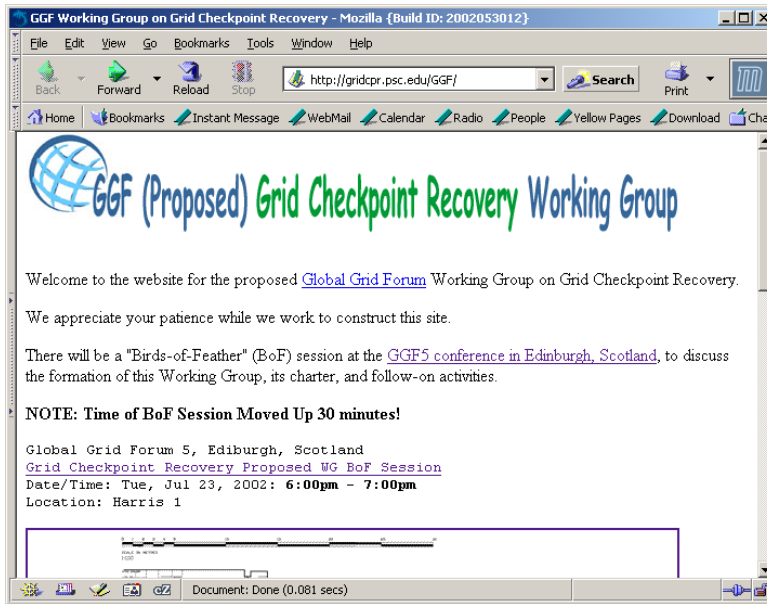 GGF Working Group on Grid Checkpoint Recovery - Mozilla {Build ID: 2002053012}
File Edit View Go Bookmarks Tools Window Help
Back Forward Reload Stop http://gridcpr.psc.edu/GGF/ Search Print
Home Bookmarks Instant Message WebMail Calendar Radio People Yellow Pages Download Cha
GGF (Proposed) Grid Checkpoint Recovery Working Group
Welcome to the website for the proposed Global Grid Forum Working Group on Grid Checkpoint Recovery.
We appreciate your patience while we work to construct this site.
There will be a "Birds-of-Feather" (BoF) session at the GGF5 conference in Edinburgh, Scotland, to discuss
the formation of this Working Group, its charter, and follow-on activities.
NOTE: Time of BoF Session Moved Up 30 minutes!
Global Grid Forum 5, Ediburgh, Scotland
Grid Checkpoint Recovery Proposed WG BoF Session
Date/Time: Tue, Jul 23, 2002: 6:00pm - 7:00pm
Location: Harris 1
Document: Done (0.081 secs)